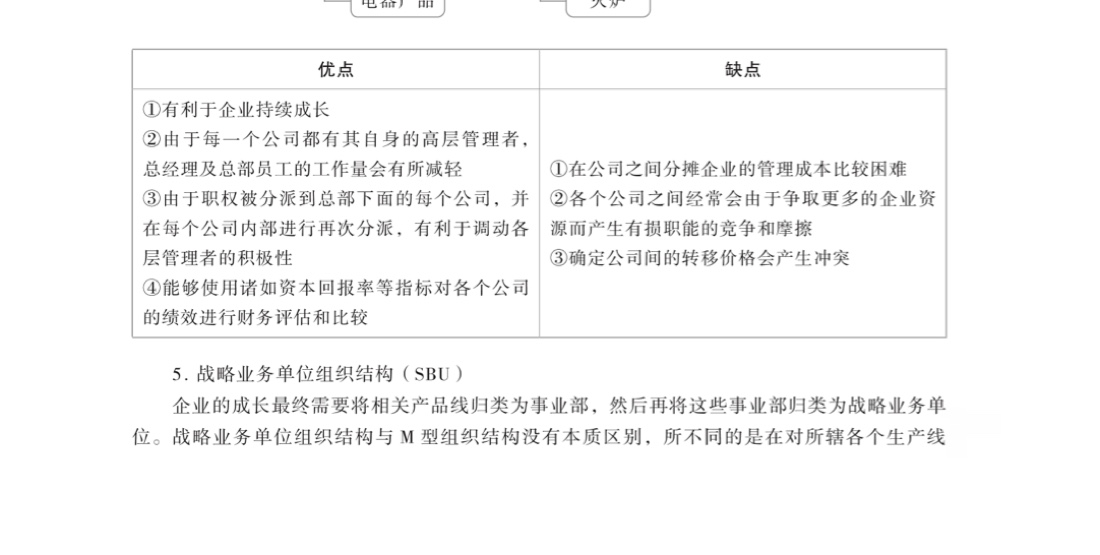 电器产品
火炉
优点
缺点
①有利于企业持续成长
②由于每一个公司都有其自身的高层管理者，
总经理及总部员工的工作量会有所减轻
③由于职权被分派到总部下面的每个公司，并
在每个公司内部进行再次分派，有利于调动各
层管理者的积极性
④能够使用诸如资本回报率等指标对各个公司
的绩效进行财务评估和比较
①在公司之间分摊企业的管理成本比较困难
②各个公司之间经常会由于争取更多的企业资
源而产生有损职能的竞争和摩擦
③确定公司间的转移价格会产生冲突
5. 战略业务单位组织结构（SBU）
企业的成长最终需要将相关产品线归类为事业部，然后再将这些事业部归类为战略业务单
位。战略业务单位组织结构与 M 型组织结构没有本质区别，所不同的是在对所辖各个生产线